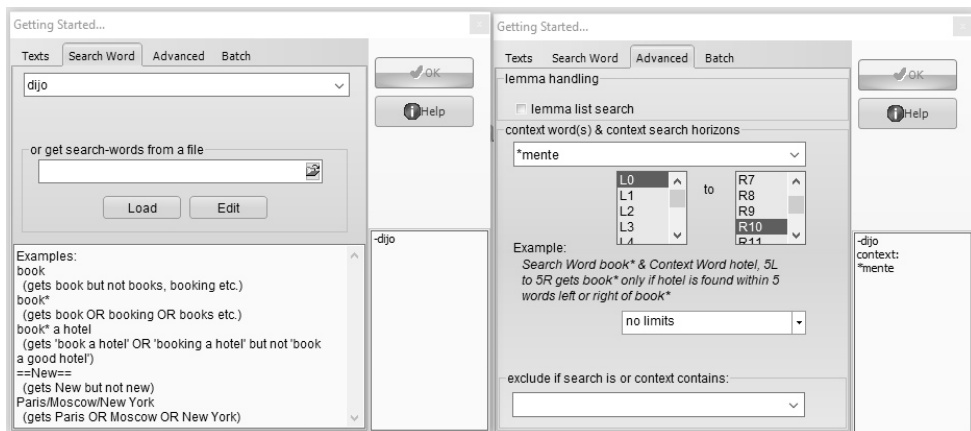 Getting Started...
Texts Search Word Advanced Batch
dijo
OK
Help
or get search-words from a file
Load Edit
Examples:
book
(gets book but not books, booking etc.)
book*
(gets book OR booking OR books etc.)
book* a hotel
(gets 'book a hotel' OR 'booking a hotel' but not 'book
a good hotel')
==New==
(gets New but not new)
Paris/Moscow/New York
(gets Paris OR Moscow OR New York)
-dijo
Getting Started...
Texts Search Word Advanced Batch
lemma handling
lemma list search
context word(s) & context search horizons
*mente
L0
L1
L2
L3
L4
to
R7
R8
R9
R10
R11
Example:
Search Word book* & Context Word hotel, 5L
to 5R gets book* only if hotel is found within 5
words left or right of book*
no limits
exclude if search is or context contains:
OK
Help
-dijo
context:
*mente